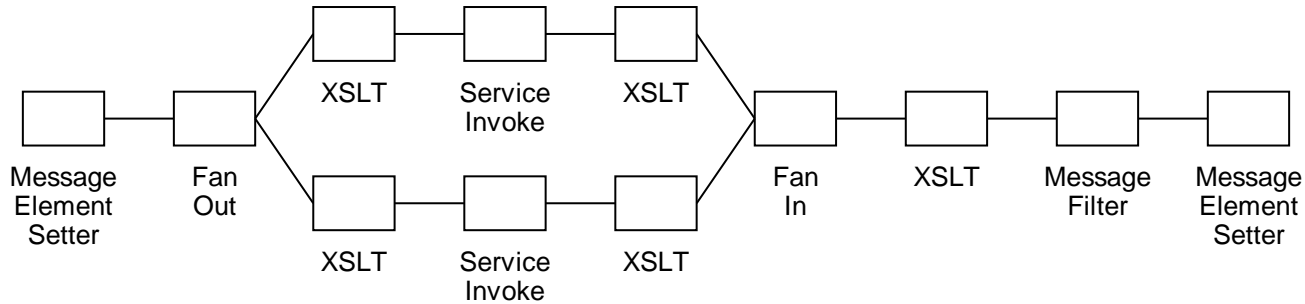 XSLT
Service
Invoke
XSLT
Message
Element
Setter
Fan
Out
XSLT
Service
Invoke
XSLT
Fan
In
XSLT
Message
Filter
Message
Element
Setter